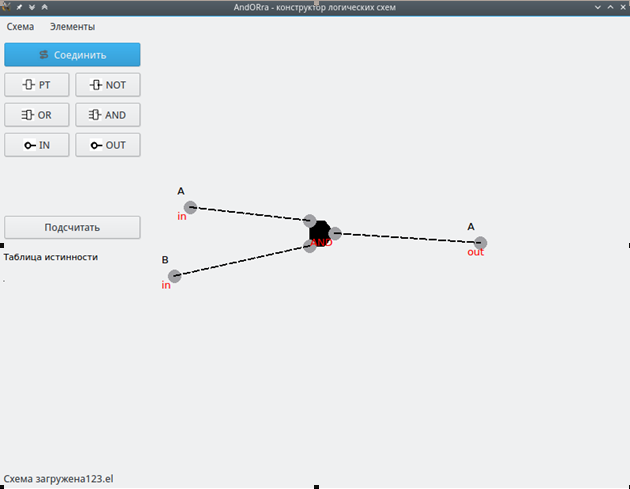 AndORra - конструктор логических схем
Схема Элементы
Соединить
PT NOT
OR AND
IN OUT
Подсчитать
Таблица истинности
.
A
in
B
in
AND
A
out
Схема загружена123.el